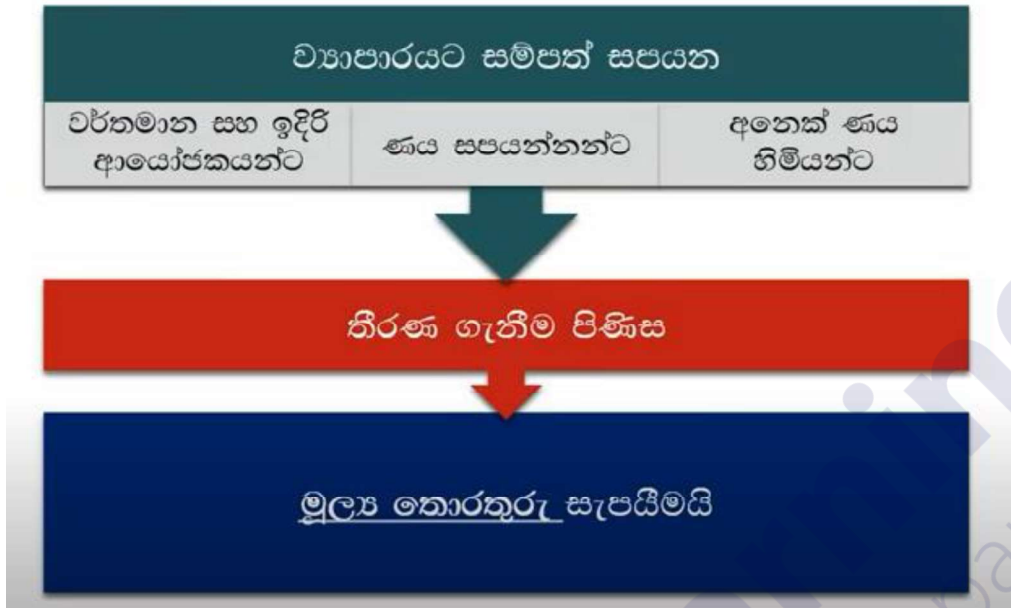 ව්‍යාපාරයට සම්පත් සපයන
වර්තමාන සහ ඉදිරි
ආයෝජකයන්ට
ණය සපයන්නන්ට
අනෙක් ණය
හිමියන්ට
තීරණ ගැනීම පිණිස
මූල්‍ය තොරතුරු සැපයීමයි